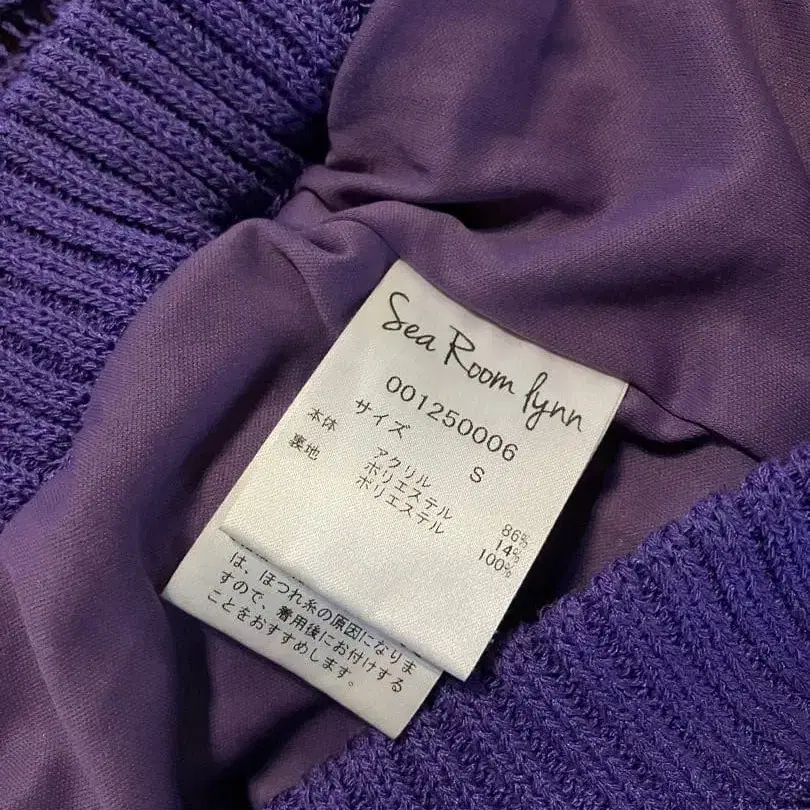 Sea Room lynn
001250006
サイズ S
本体 アクリル 86%
ポリエステル 14%
裏地 ポリエステル 100%
は、ほつれ糸の原因になりま
すので、着用後にお付けする
ことをおすすめします。